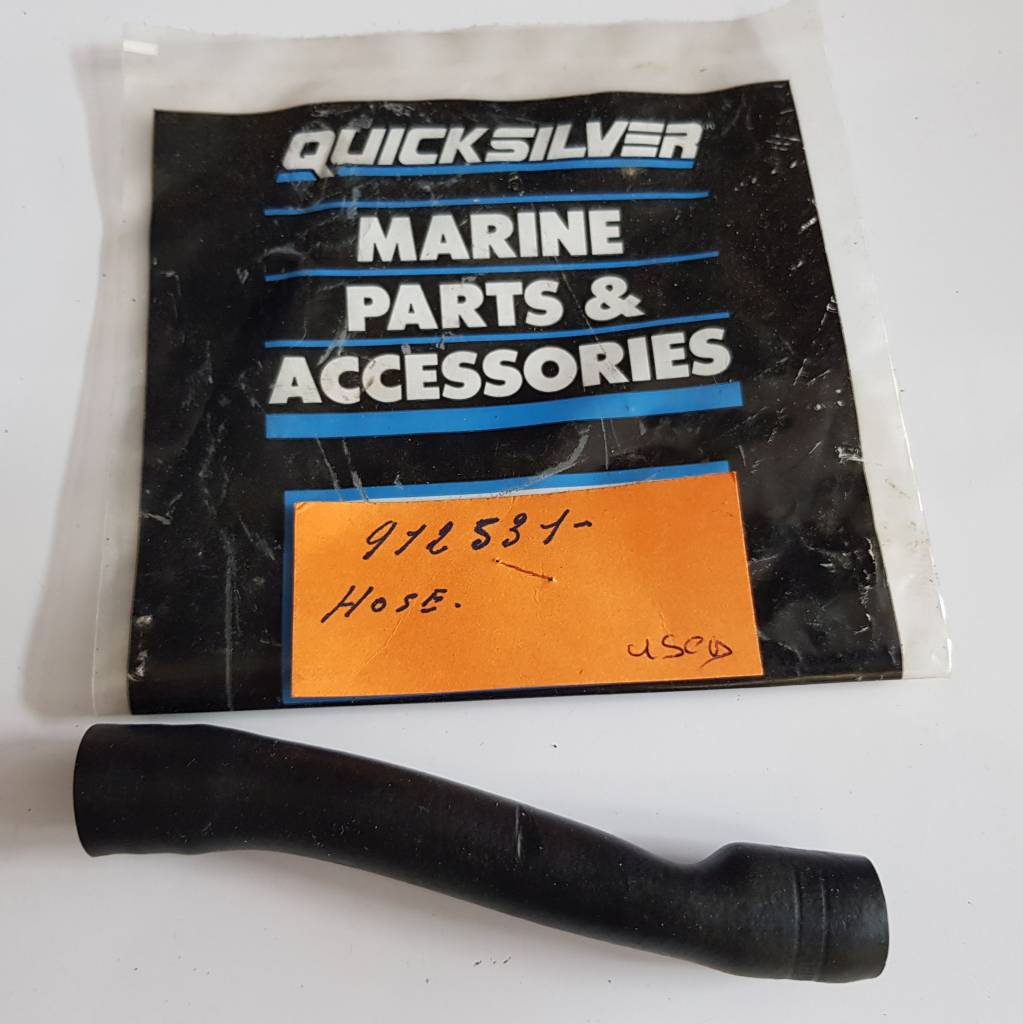 QUICKSILVER
MARINE
PARTS &
ACCESSORIES
912531-
HOSE.
USED